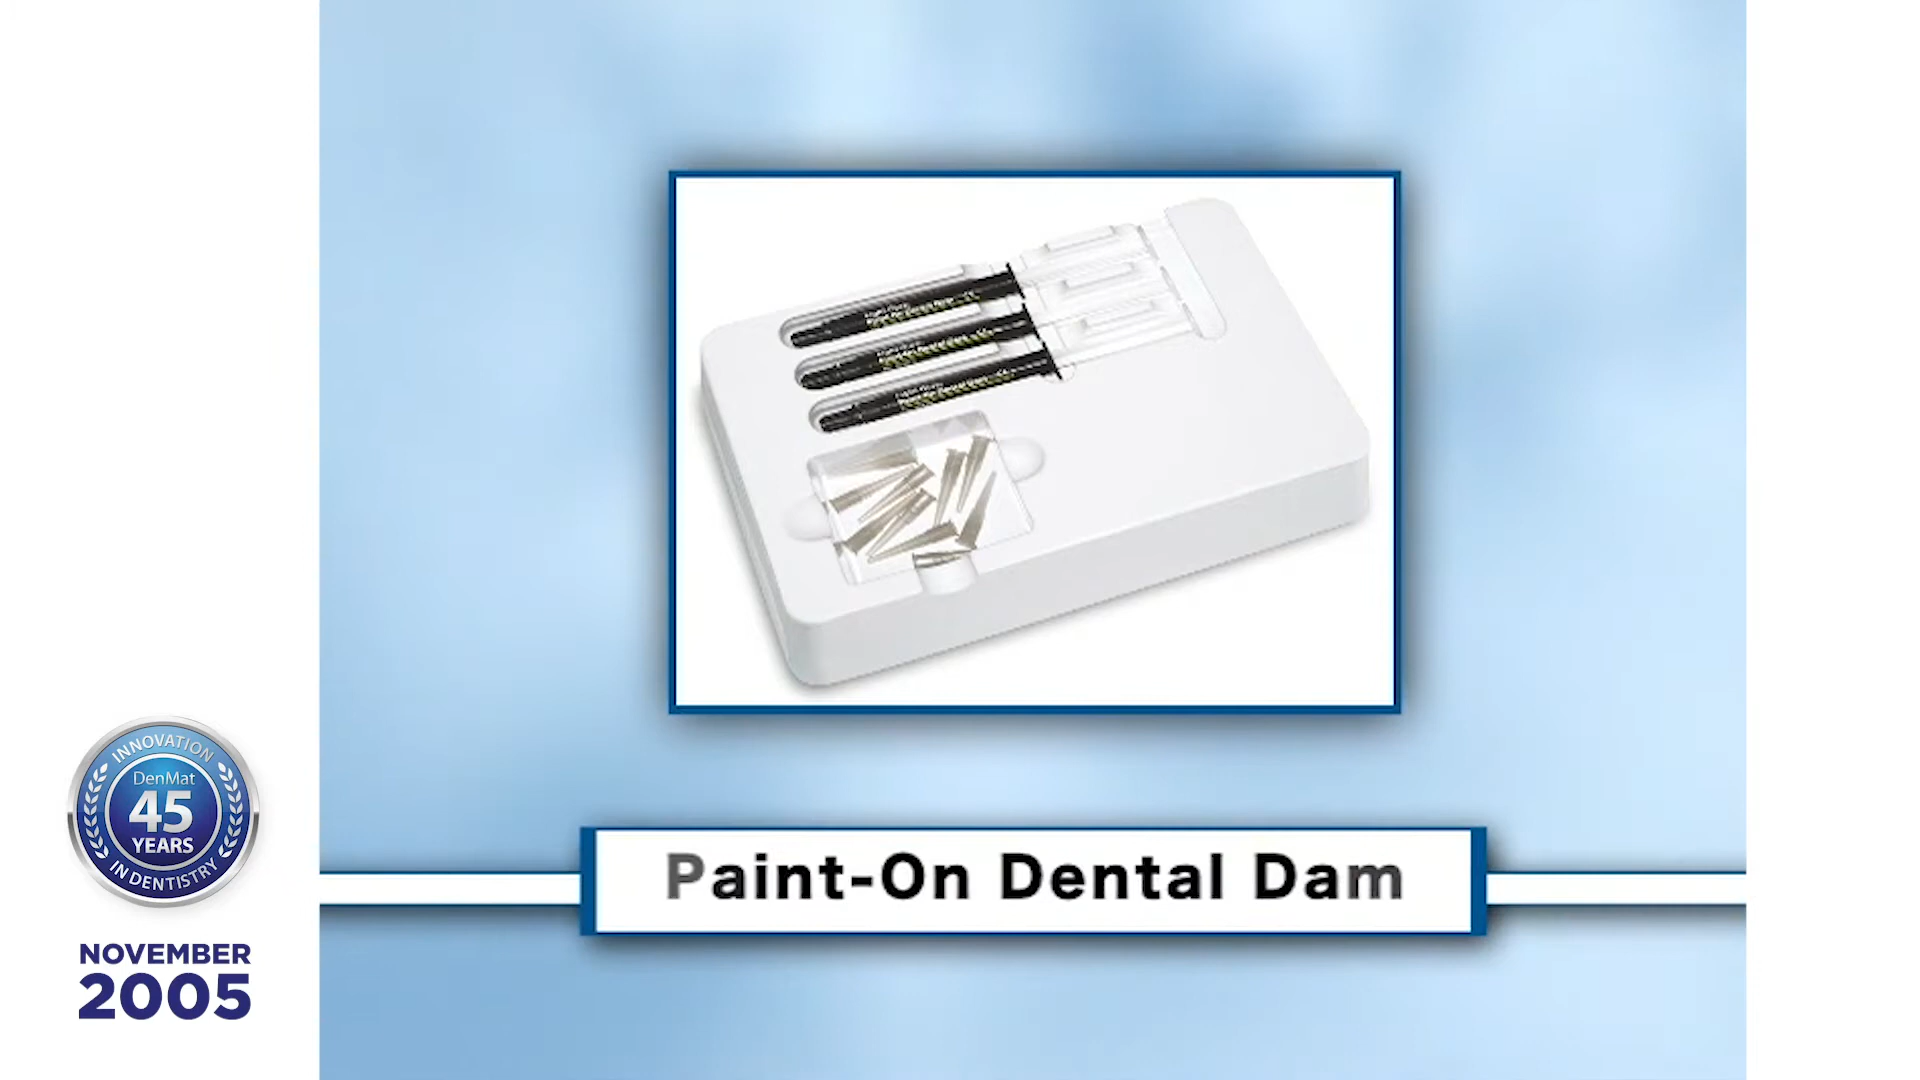 INNOVATION
DenMat
45
YEARS
IN DENTISTRY
NOVEMBER
2005
Paint-On Dental Dam